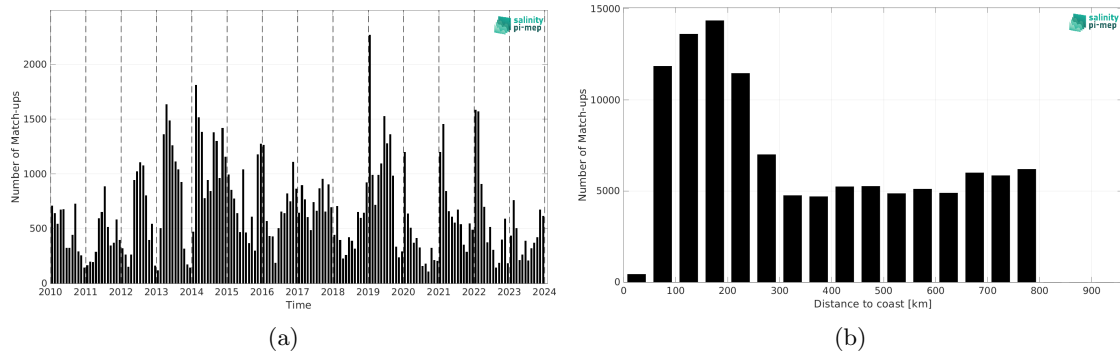 salinity
pi-mep
Number of Match-ups
2000
1500
1000
500
0
2010 2011 2012 2013 2014 2015 2016 2017 2018 2019 2020 2021 2022 2023 2024
Time
(a)
salinity
pi-mep
Number of Match-ups
15000
10000
5000
0
0 100 200 300 400 500 600 700 800 900
Distance to coast [km]
(b)